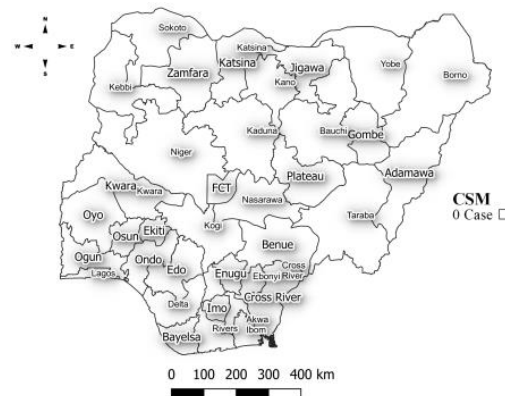 N
W E
S
Sokoto
Katsina
Zamfara
Katsina
Jigawa
Yobe
Borno
Kebbi
Kano
Kaduna
Bauchi
Gombe
Niger
Plateau
Adamawa
FCT
Kwara
Kwara
Nasarawa
CSM
0 Case
Oyo
Kogi
Taraba
Osun
Ekiti
Benue
Ogun
Ondo
Edo
Enugu
Cross
Ebonyi River
Lagos
Delta
Imo
Cross River
Rivers
Akwa
Ibom
Bayelsa
0 100 200 300 400 km